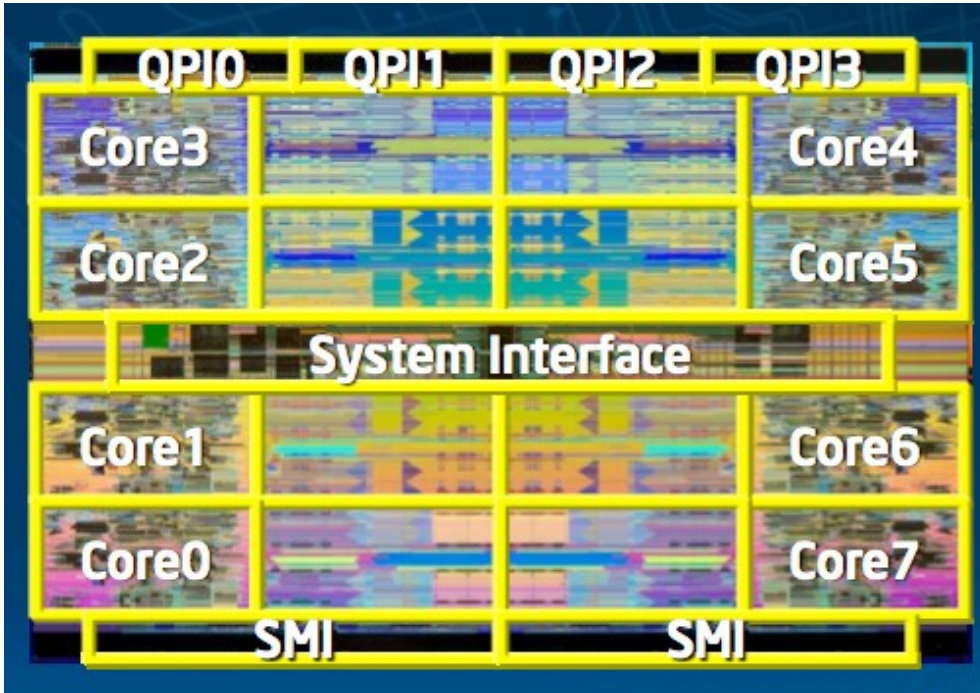 QPI0 QPI1 QPI2 QPI3
Core3 Core4
Core2 Core5
System Interface
Core1 Core6
Core0 Core7
SMI SMI